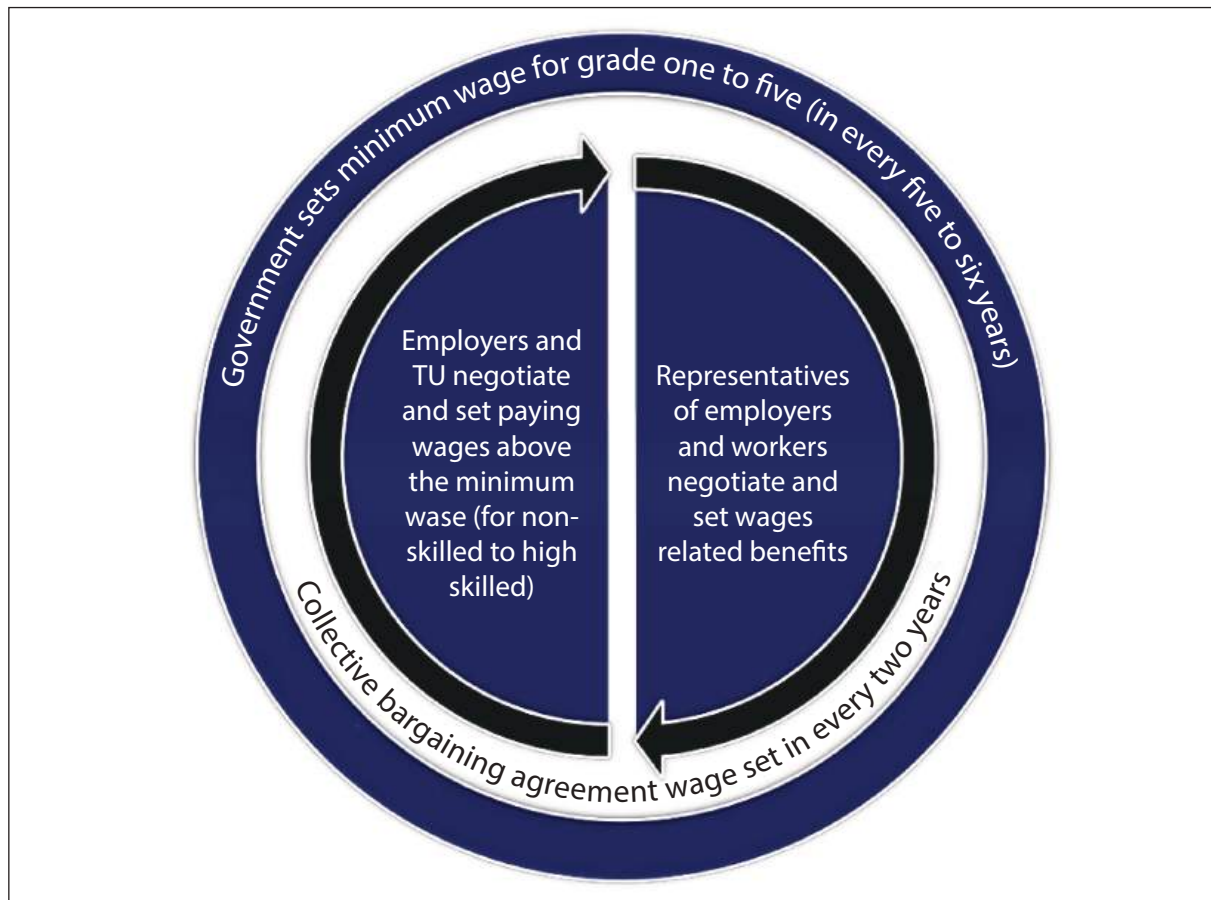 Government sets minimum wage for grade one to five (in every five to six years)
Employers and
TU negotiate
and set paying
wages above
the minimum
wase (for non-
skilled to high
skilled)
Representatives
of employers
and workers
negotiate and
set wages
related benefits
Collective bargaining agreement wage set in every two years